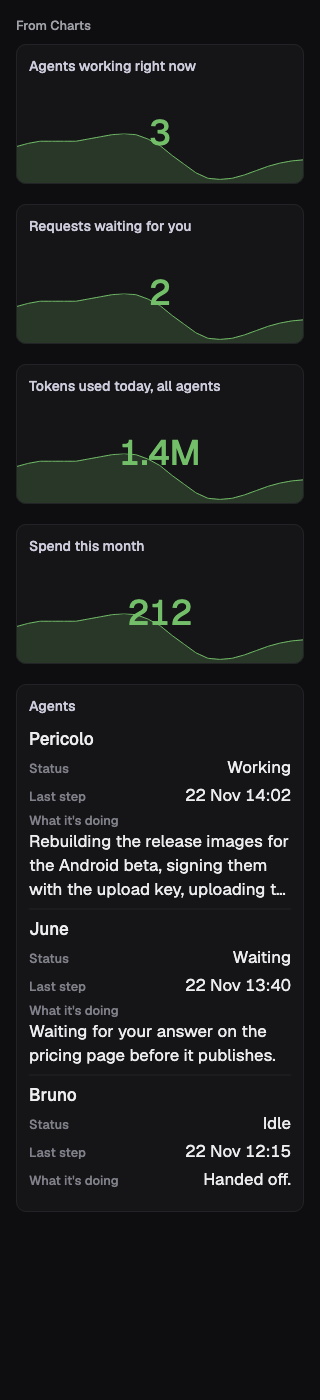 From Charts
Agents working right now
3
Requests waiting for you
2
Tokens used today, all agents
1.4M
Spend this month
212
Agents
Pericolo
Status Working
Last step 22 Nov 14:02
What it's doing
Rebuilding the release images for
the Android beta, signing them
with the upload key, uploading t…
June
Status Waiting
Last step 22 Nov 13:40
What it's doing
Waiting for your answer on the
pricing page before it publishes.
Bruno
Status Idle
Last step 22 Nov 12:15
What it's doing Handed off.